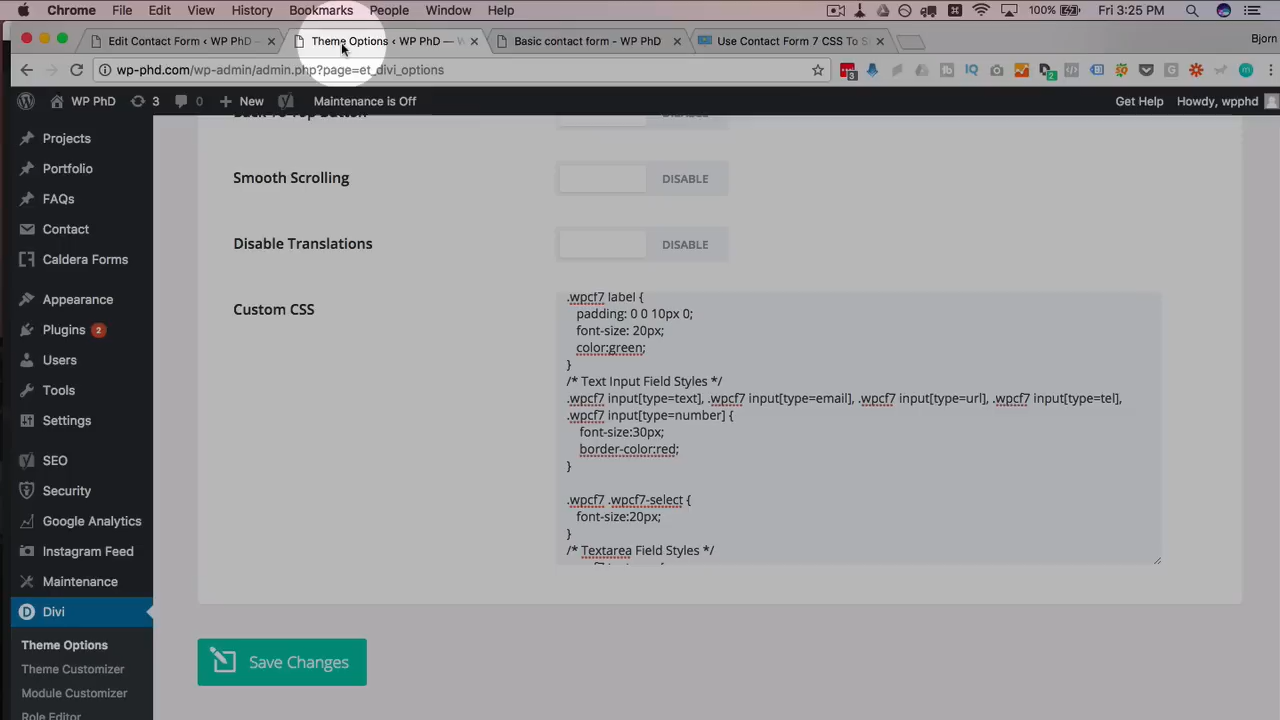 Chrome File Edit View History Bookmarks People Window Help 100% Fri 3:25 PM
Edit Contact Form ‹ WP PhD — Theme Options ‹ WP PhD — W Basic contact form - WP PhD Use Contact Form 7 CSS To S Bjorn
wp-phd.com/wp-admin/admin.php?page=et_divi_options
WP PhD 3 0 + New Maintenance is Off Get Help Howdy, wpphd
Back To Top Button DISABLE
Projects
Portfolio
Smooth Scrolling DISABLE
FAQs
Contact
Disable Translations DISABLE
Caldera Forms
Appearance
Plugins 2
Users
Tools
Settings
SEO
Security
Google Analytics
Instagram Feed
Maintenance
Divi
Theme Options
Theme Customizer
Module Customizer
Role Editor
Custom CSS
.wpcf7 label {
padding: 0 0 10px 0;
font-size: 20px;
color:green;
}
/* Text Input Field Styles */
.wpcf7 input[type=text], .wpcf7 input[type=email], .wpcf7 input[type=url], .wpcf7 input[type=tel],
.wpcf7 input[type=number] {
font-size:30px;
border-color:red;
}
.wpcf7 .wpcf7-select {
font-size:20px;
}
/* Textarea Field Styles */
Save Changes